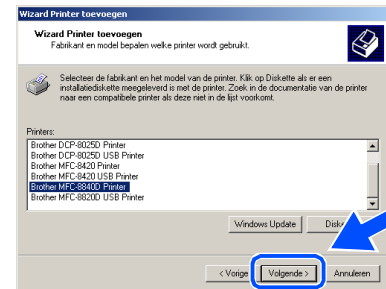 Wizard Printer toevoegen
Wizard Printer toevoegen
Fabrikant en model bepalen welke printer wordt gebruikt.
Selecteer de fabrikant en het model van de printer. Klik op Diskette als er een
installatiediskette meegeleverd is met de printer. Zoek in de documentatie van de printer
naar een compatibele printer als deze niet in de lijst voorkomt.
Printers:
Brother DCP-8025D Printer
Brother DCP-8025D USB Printer
Brother MFC-8420 Printer
Brother MFC-8420 USB Printer
Brother MFC-8840D Printer
Brother MFC-8820D USB Printer
Windows Update
< Vorige Volgende > Annuleren